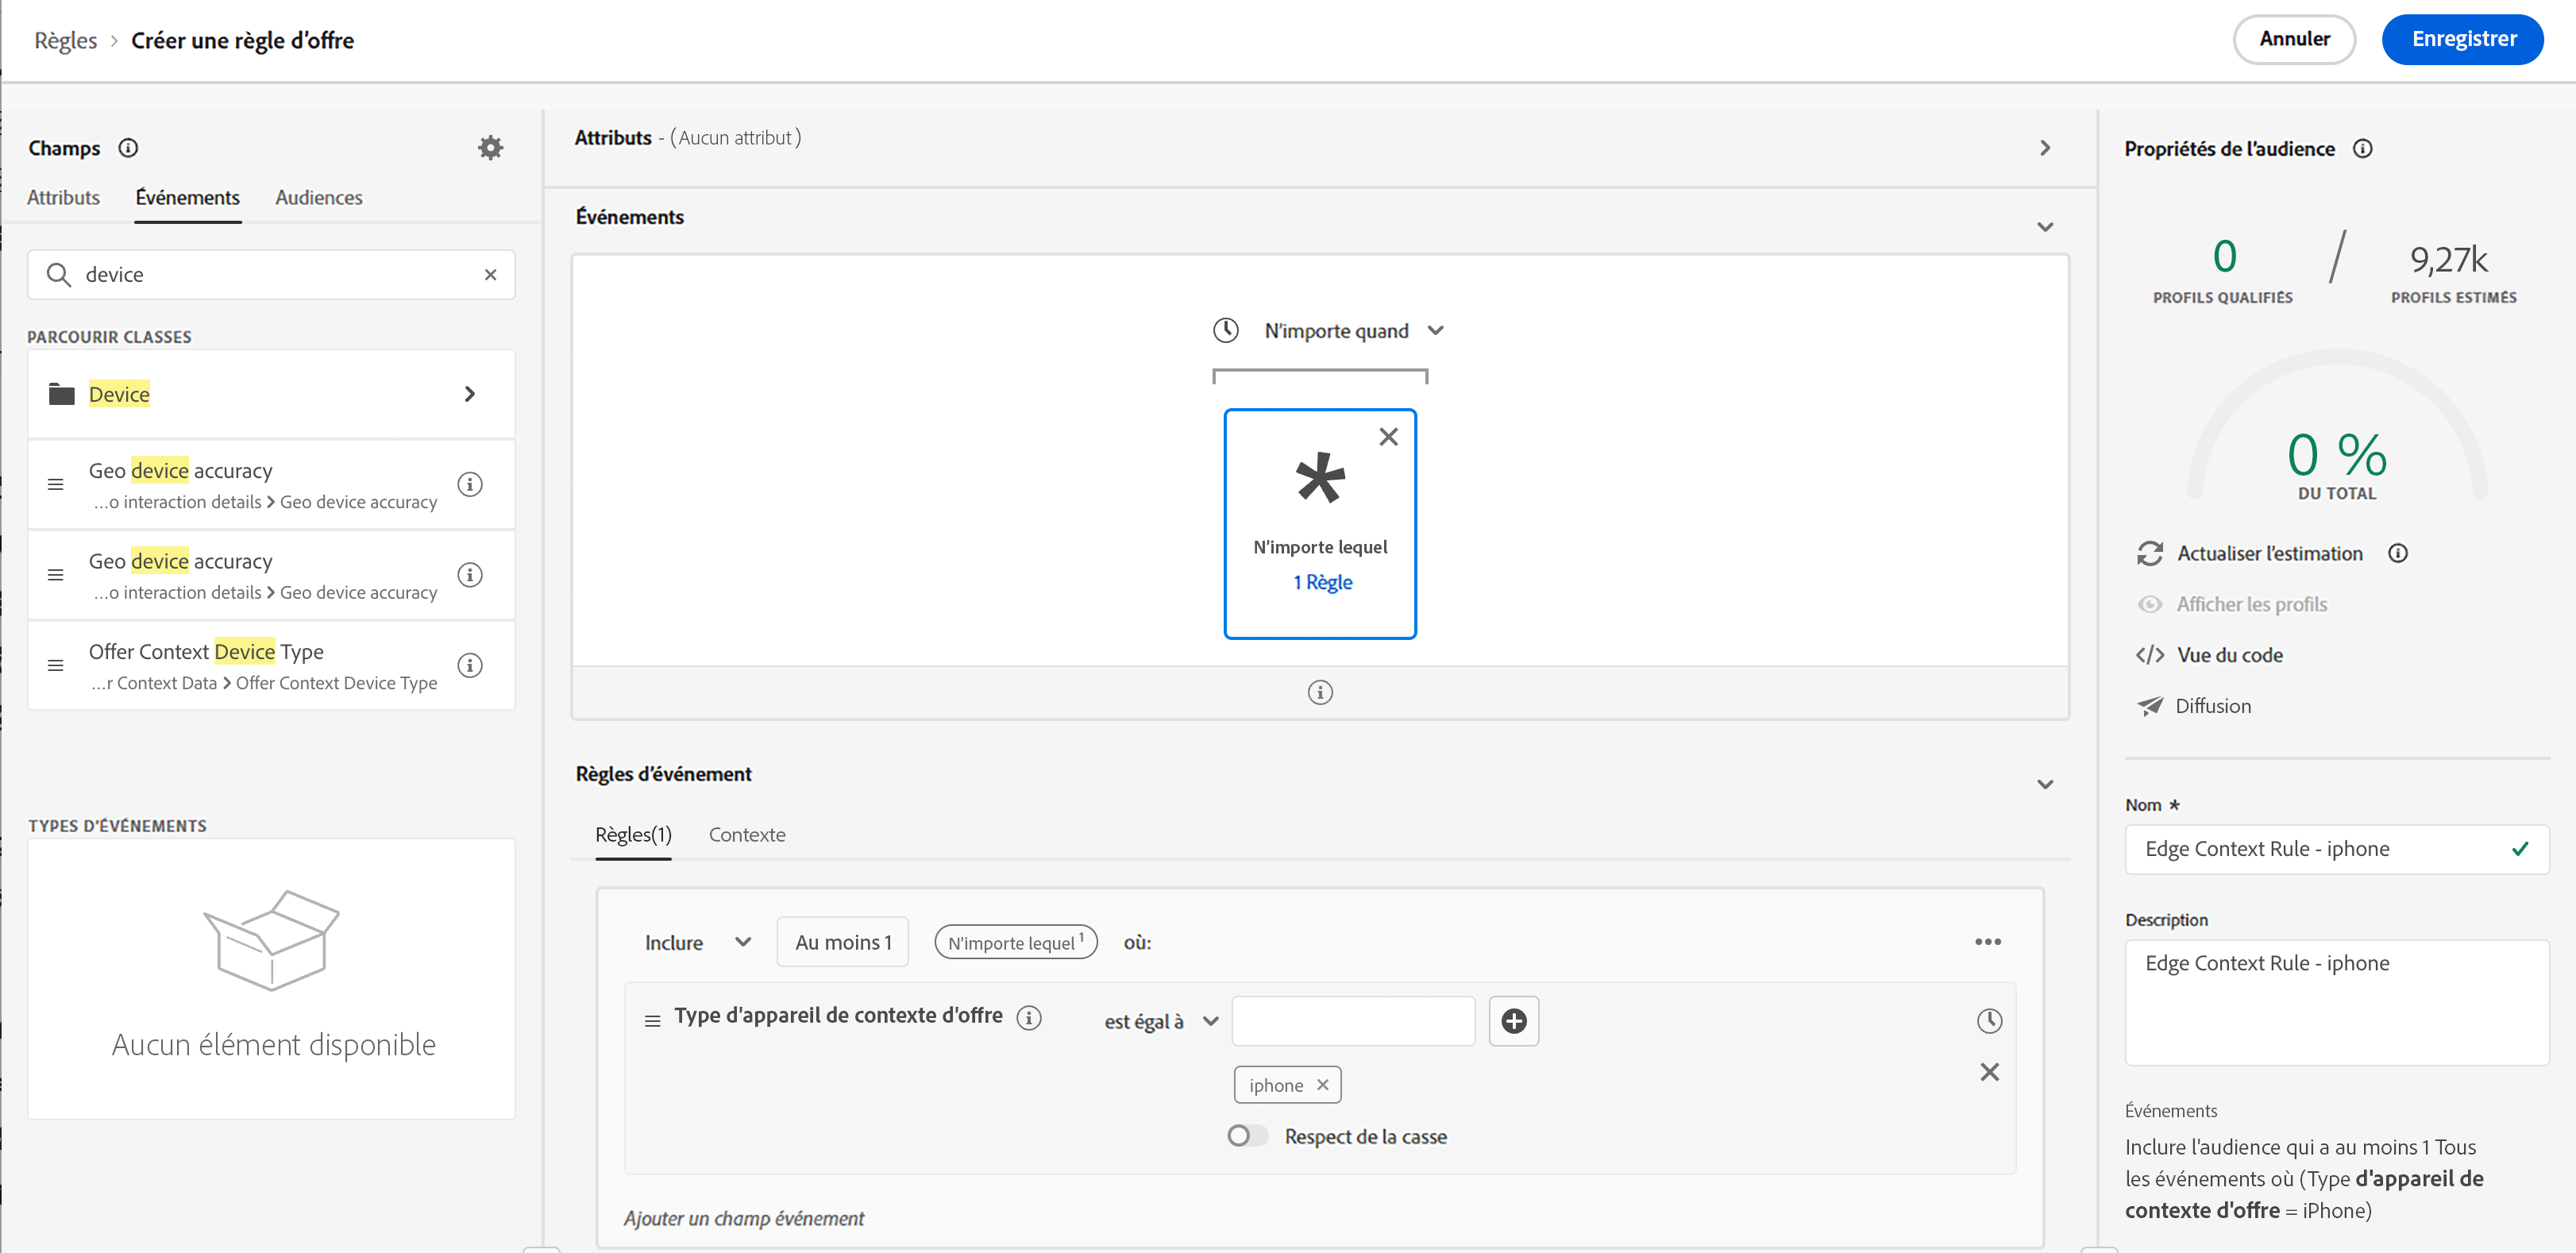 Règles > Créer une règle d’offre
Annuler
Enregistrer
Champs
Attributs
Événements
Audiences
device
PARCOURIR CLASSES
Device
Geo device accuracy
...o interaction details > Geo device accuracy
Geo device accuracy
...o interaction details > Geo device accuracy
Offer Context Device Type
...r Context Data > Offer Context Device Type
TYPES D’ÉVÉNEMENTS
Aucun élément disponible
Attributs - (Aucun attribut)
Événements
N’importe quand
N’importe lequel
1 Règle
Règles d’événement
Règles(1)
Contexte
Inclure
Au moins 1
N’importe lequel 1
où:
Type d'appareil de contexte d'offre
est égal à
iphone
Respect de la casse
Ajouter un champ événement
Propriétés de l’audience
0 / 9,27k
PROFILS QUALIFIÉS
PROFILS ESTIMÉS
0 %
DU TOTAL
Actualiser l’estimation
Afficher les profils
Vue du code
Diffusion
Nom *
Edge Context Rule - iphone
Description
Edge Context Rule - iphone
Événements
Inclure l'audience qui a au moins 1 Tous
les événements où (Type d'appareil de
contexte d'offre = iPhone)